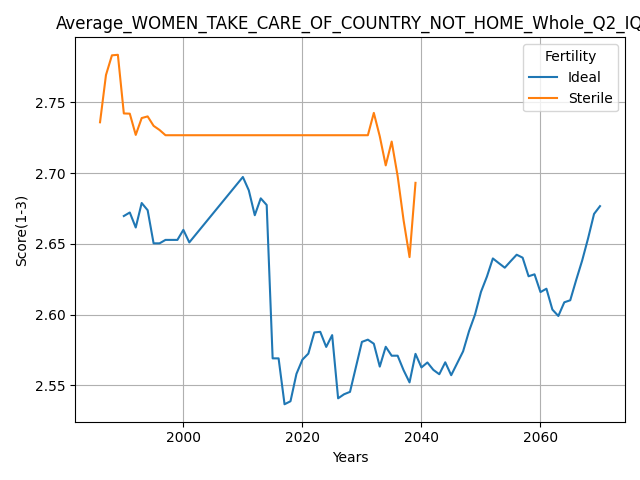 Average_WOMEN_TAKE_CARE_OF_COUNTRY_NOT_HOME_Whole_Q2_IQ
Fertility
Ideal
Sterile
2.75
2.70
2.65
2.60
2.55
Score(1-3)
2000 2020 2040 2060
Years